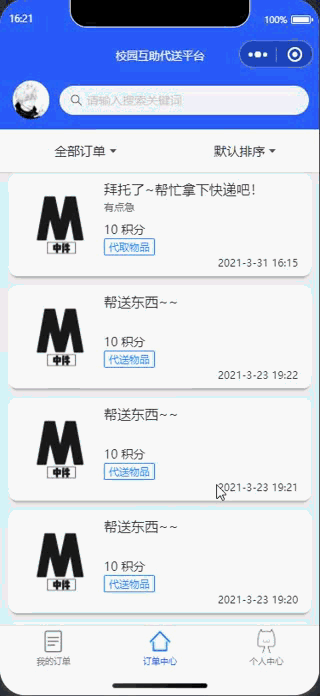 16:21
100%
校园互助代送平台
请输入搜索关键词
全部订单
默认排序
拜托了~帮忙拿下快递吧!
有点急
10 积分
代取物品
2021-3-31 16:15
M
中件
帮送东西~~
10 积分
代送物品
2021-3-23 19:22
M
帮送东西~~
10 积分
代送物品
2021-3-23 19:21
M
帮送东西~~
10 积分
代送物品
2021-3-23 19:20
M
我的订单
订单中心
个人中心